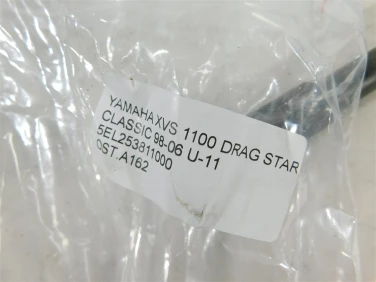 YAMAHA XVS 1100 DRAG STAR
CLASSIC 98-06 U-11
5EL253811000
OST.A162